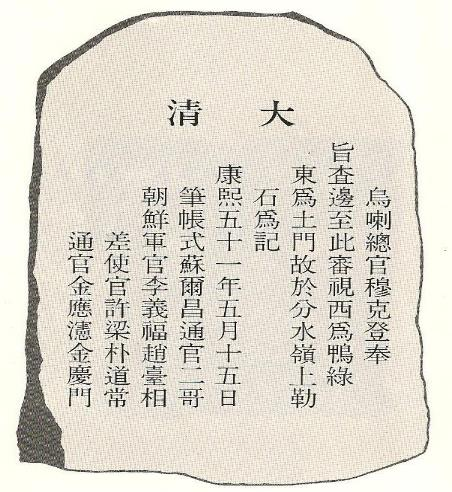 大清
烏喇總官穆克登奉
旨査邊至此審視西爲鴨綠
東爲土門故於分水嶺上勒
石爲記
康熙五十一年五月十五日
筆帳式蘇爾昌通官二哥
朝鮮軍官李義福趙臺相
差使官許梁朴道常
通官金應瀗金慶門